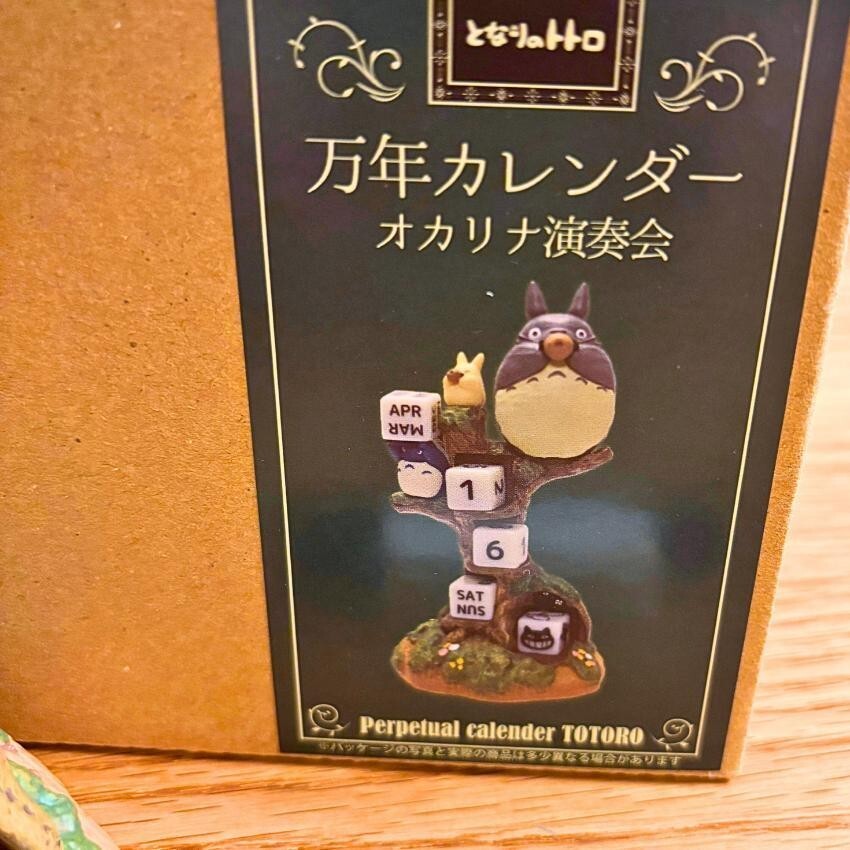 となりのトトロ
万年カレンダー
オカリナ演奏会
APR
MAR
1 N
6
SAT
SUN
Perpetual calender TOTORO
※パッケージの写真と実際の商品は多少異なる場合があります